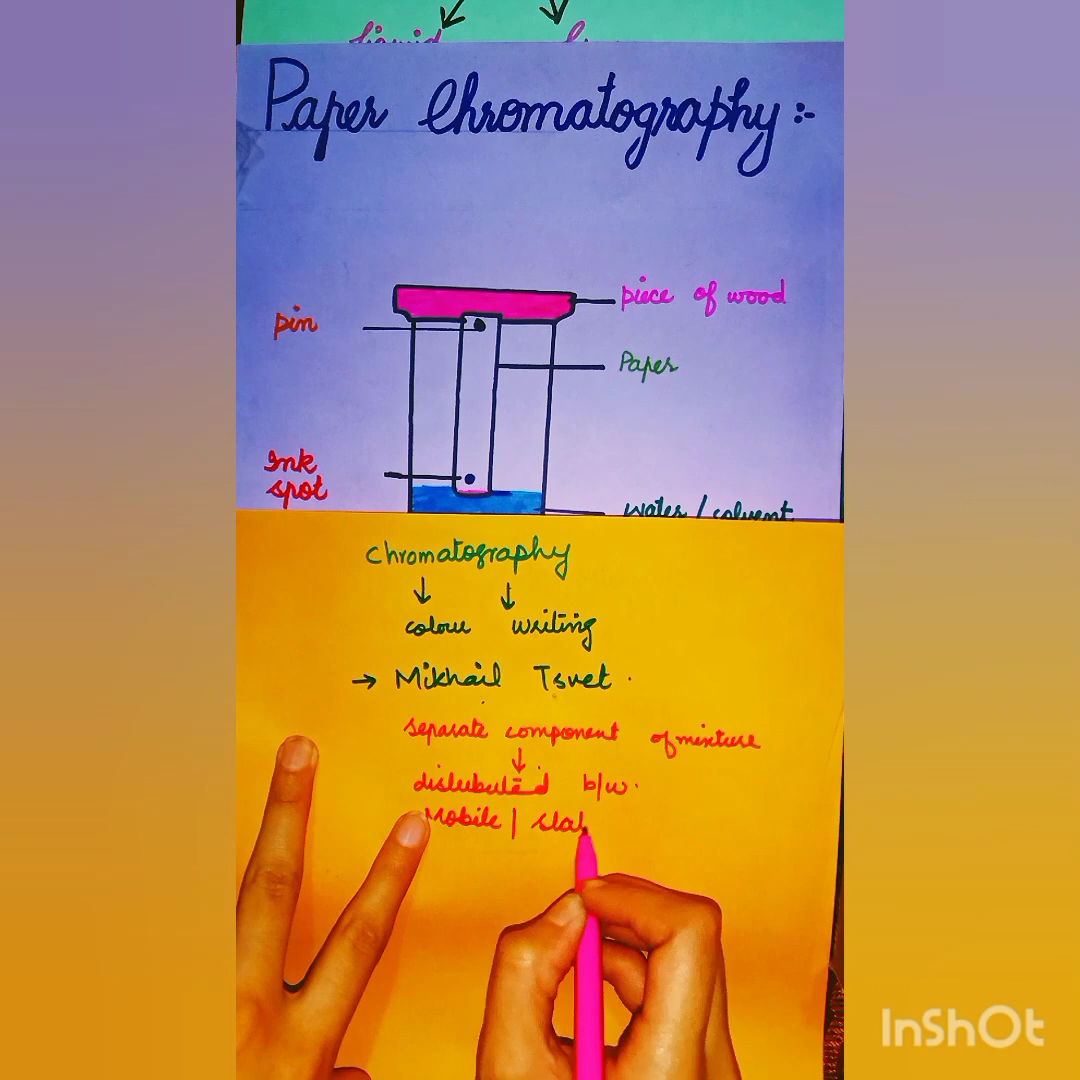 Liquid
Paper Chromatography :-
piece of wood
pin
Paper
Ink
spot
water / solvent
Chromatography
colour writing
→ Mikhail Tsvet .
separate component of mixture
distributed b/w.
Mobile / stat
InShOt